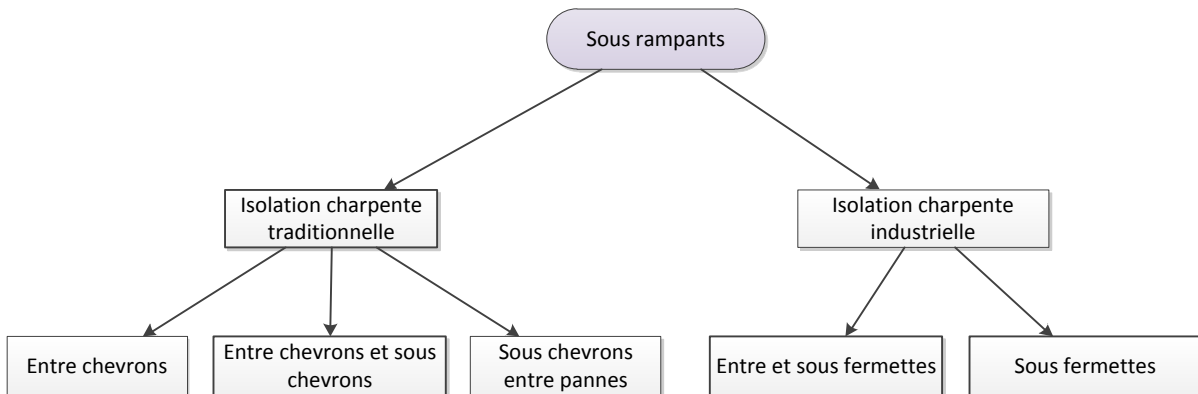 Sous rampants
Isolation charpente
traditionnelle
Isolation charpente
industrielle
Entre chevrons
Entre chevrons et sous
chevrons
Sous chevrons
entre pannes
Entre et sous fermettes
Sous fermettes